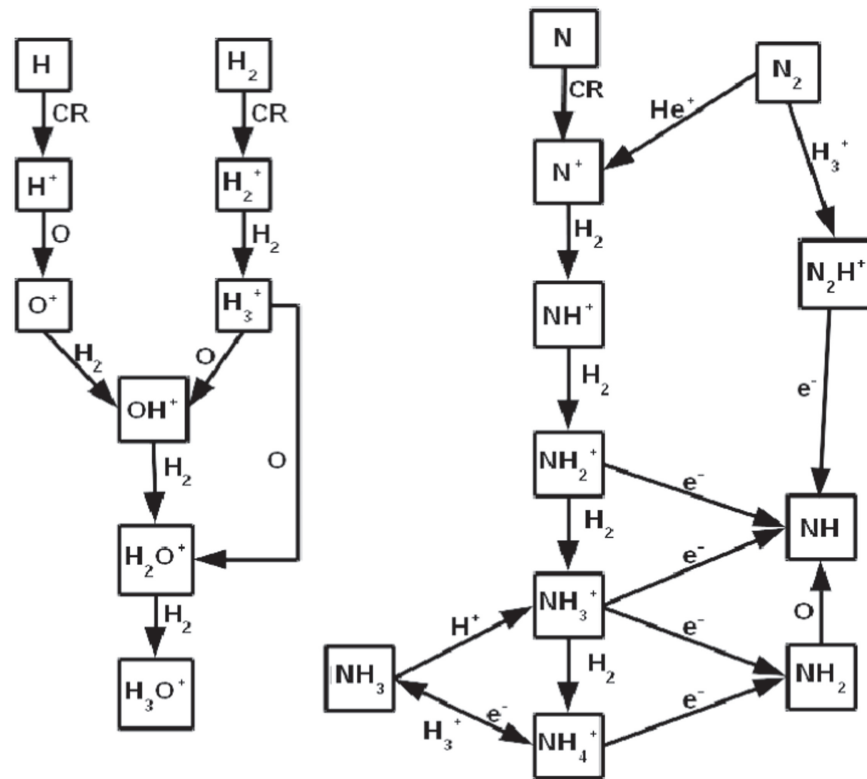 H
H₂
CR
CR
H⁺
H₂⁺
O
H₂
O⁺
H₃⁺
H₂
O
OH⁺
H₂
O
H₂O⁺
H₂
H₃O⁺
N
N₂
CR
He⁺
H₃⁺
N⁺
H₂
N₂H⁺
NH⁺
H₂
e⁻
NH₂⁺
e⁻
H₂
NH
e⁻
NH₃⁺
H⁺
e⁻
O
NH₃
H₂
NH₂
e⁻
H₃⁺
e⁻
NH₄⁺